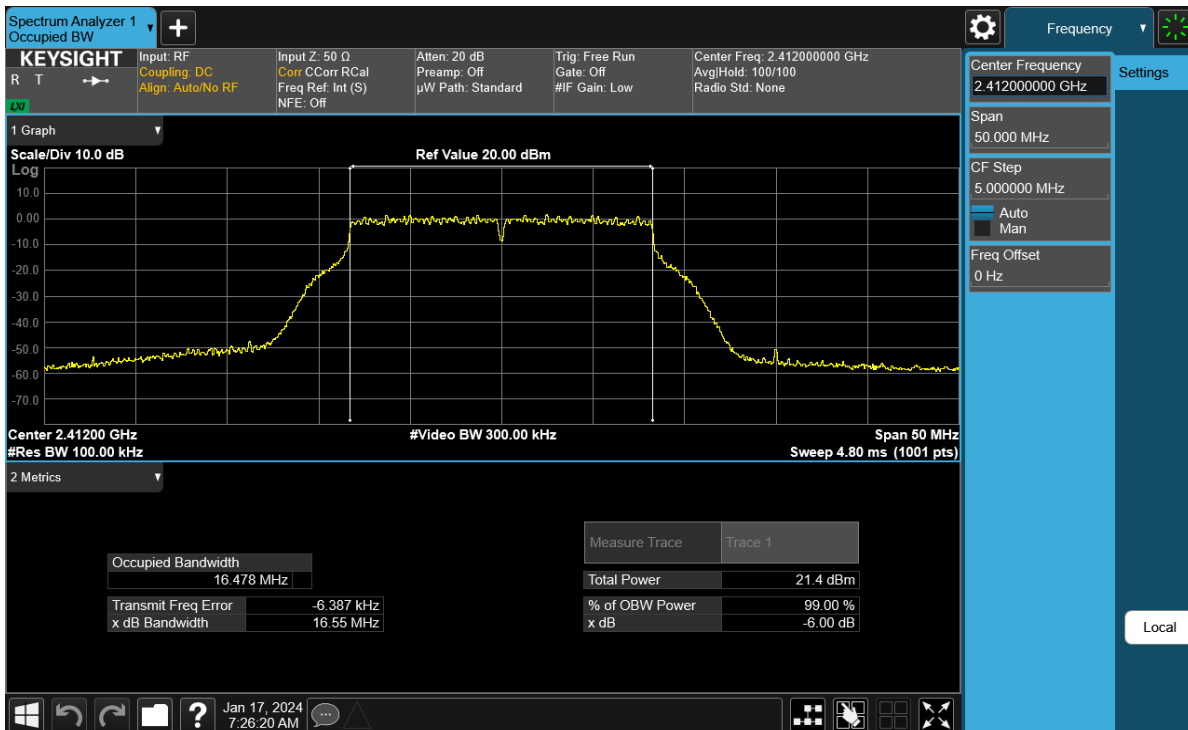 Spectrum Analyzer 1
Occupied BW
Frequency
KEYSIGHT
R T
LXI
Input: RF
Coupling: DC
Align: Auto/No RF
Input Z: 50 Ω
Corr CCorr RCal
Freq Ref: Int (S)
NFE: Off
Atten: 20 dB
Preamp: Off
µW Path: Standard
Trig: Free Run
Gate: Off
#IF Gain: Low
Center Freq: 2.412000000 GHz
Avg|Hold: 100/100
Radio Std: None
Center Frequency
2.412000000 GHz
Settings
Span
50.000 MHz
CF Step
5.000000 MHz
Auto
Man
Freq Offset
0 Hz
Local
1 Graph
Scale/Div 10.0 dB
Ref Value 20.00 dBm
Log
10.0
0.00
-10.0
-20.0
-30.0
-40.0
-50.0
-60.0
-70.0
Center 2.41200 GHz
#Video BW 300.00 kHz
Span 50 MHz
#Res BW 100.00 kHz
Sweep 4.80 ms (1001 pts)
2 Metrics
Measure Trace Trace 1
Occupied Bandwidth
16.478 MHz
Total Power 21.4 dBm
Transmit Freq Error -6.387 kHz
% of OBW Power 99.00 %
x dB Bandwidth 16.55 MHz
x dB -6.00 dB
?
Jan 17, 2024
7:26:20 AM